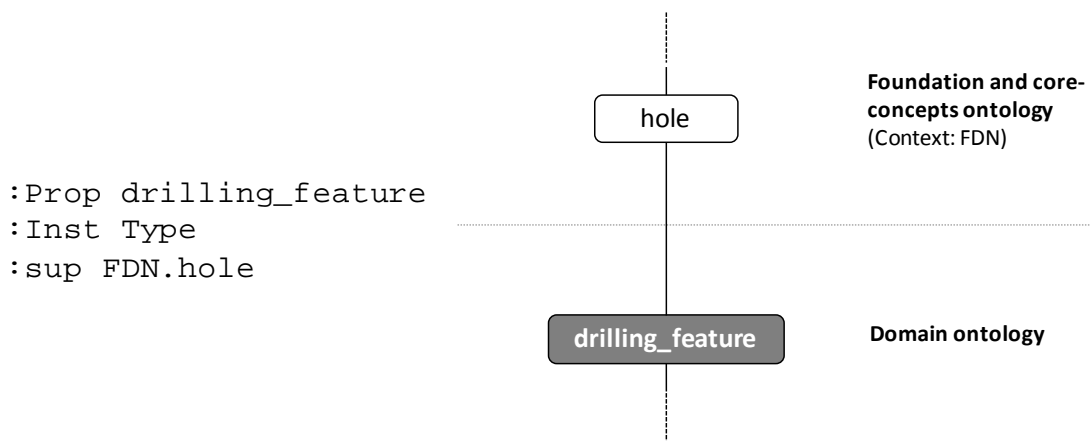 :Prop drilling_feature
:Inst Type
:sup FDN.hole
hole
Foundation and core-
concepts ontology
(Context: FDN)
drilling_feature
Domain ontology